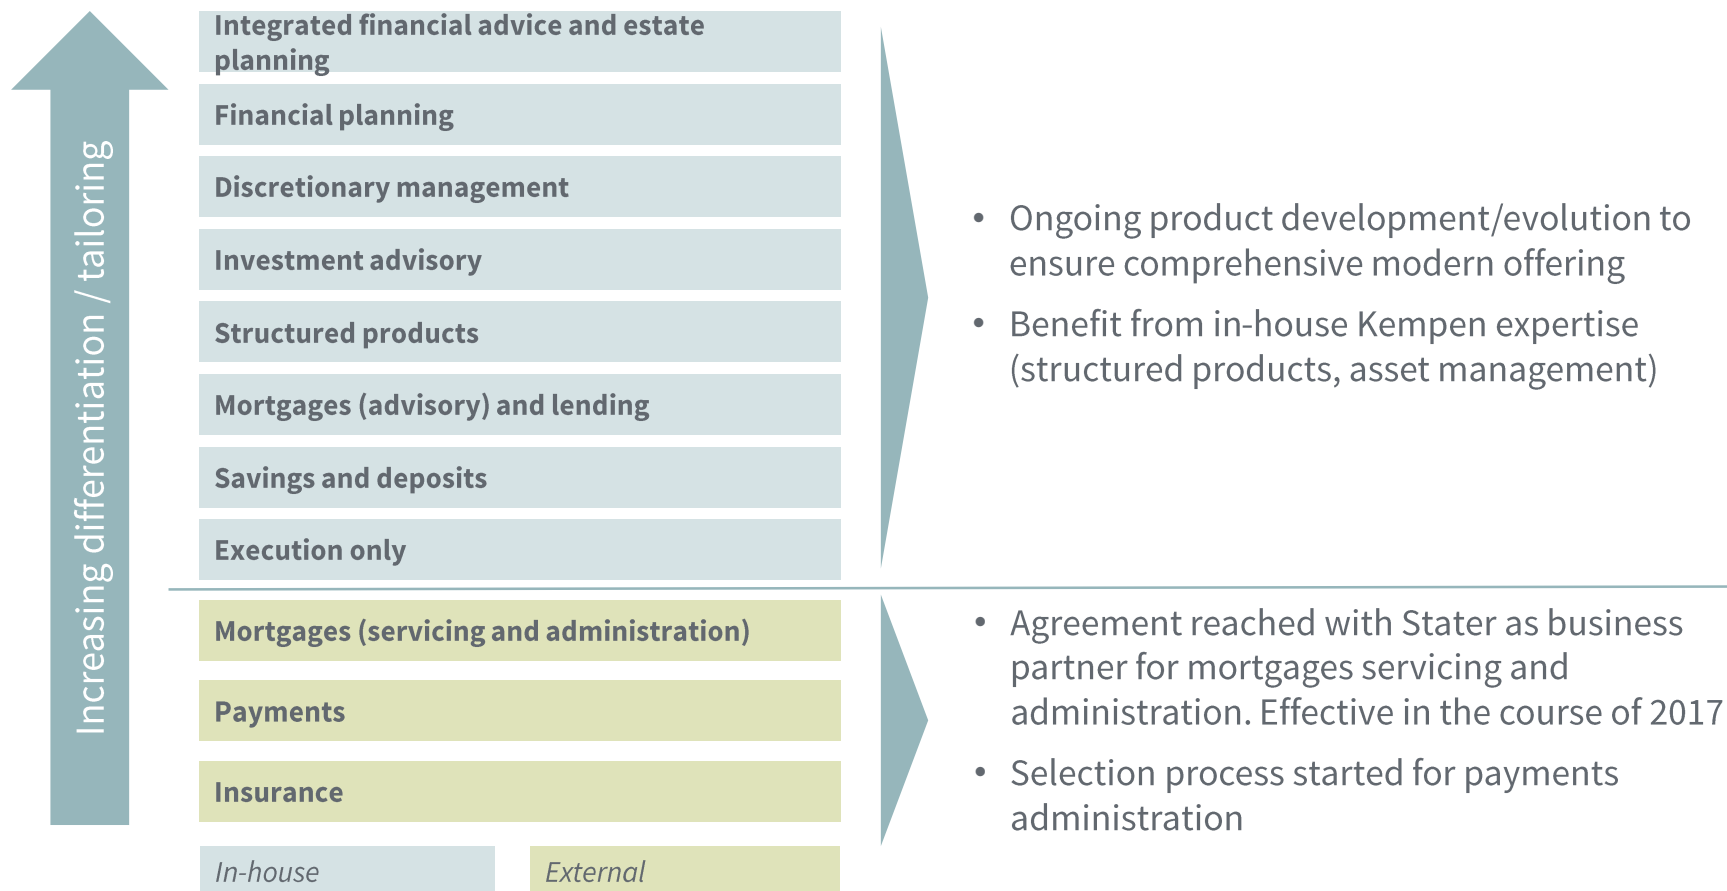 Increasing differentiation / tailoring
Integrated financial advice and estate
planning
Financial planning
Discretionary management
Investment advisory
Structured products
Mortgages (advisory) and lending
Savings and deposits
Execution only
• Ongoing product development/evolution to
ensure comprehensive modern offering
• Benefit from in-house Kempen expertise
(structured products, asset management)
Mortgages (servicing and administration)
Payments
Insurance
• Agreement reached with Stater as business
partner for mortgages servicing and
administration. Effective in the course of 2017
• Selection process started for payments
administration
In-house
External